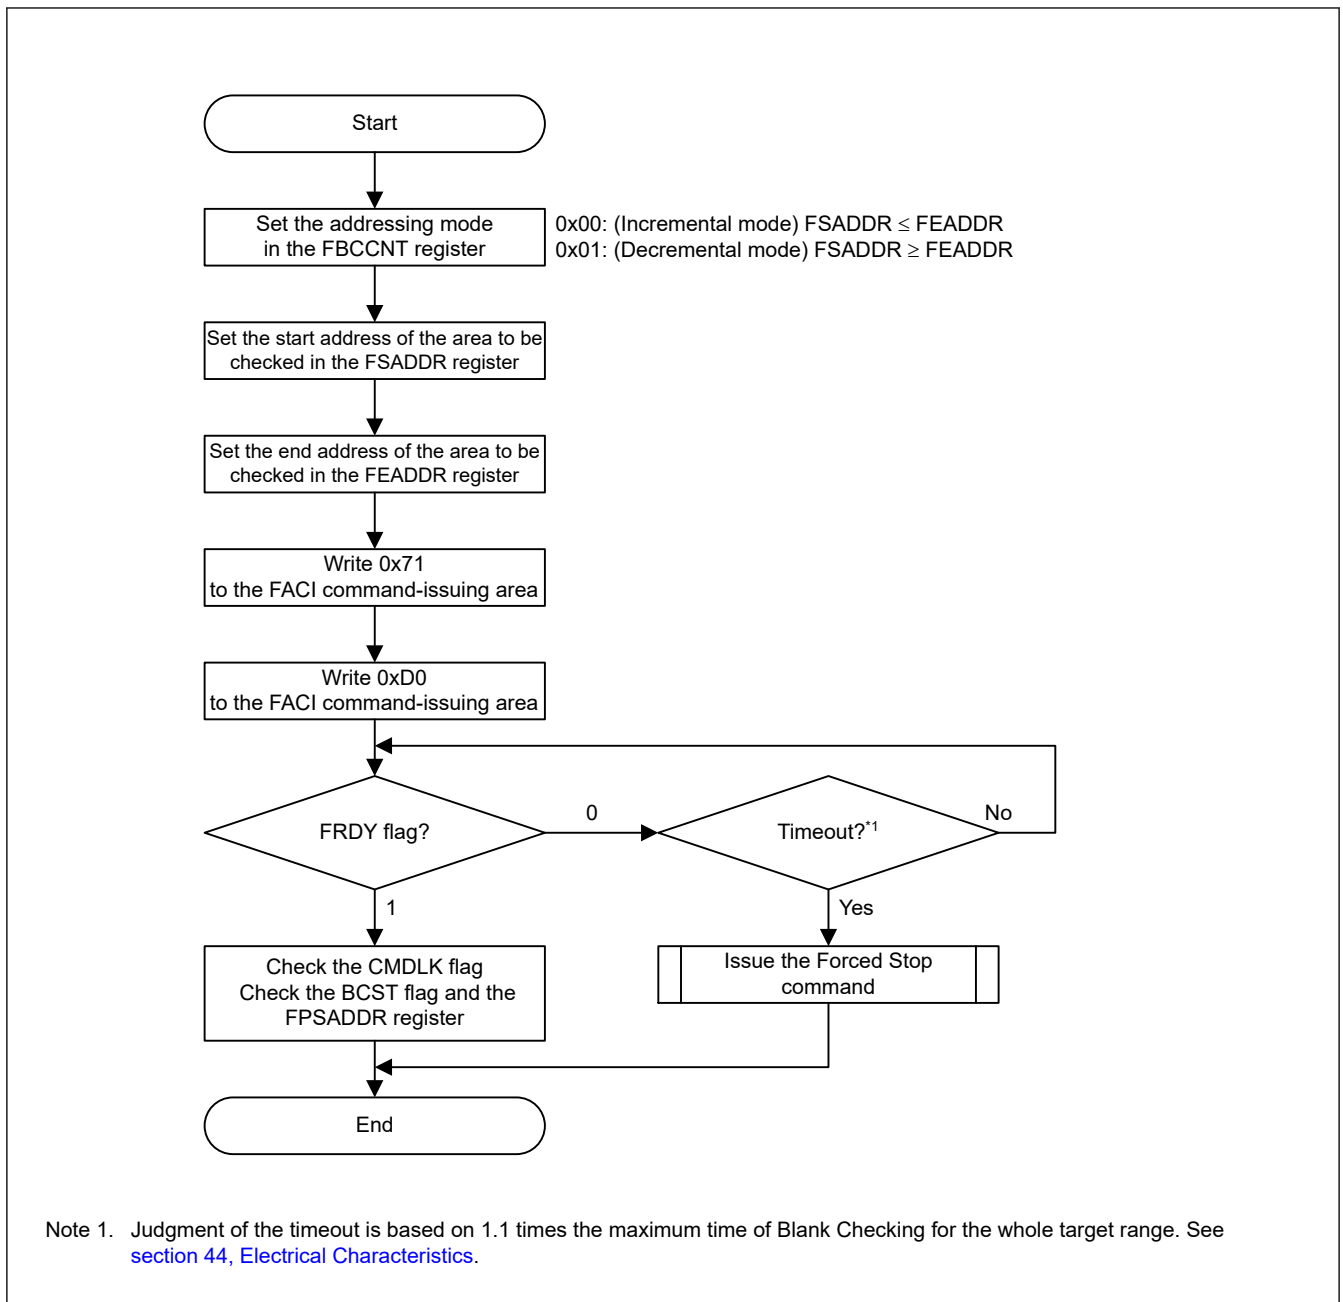 Start
Set the addressing mode
in the FBCCNT register
0x00: (Incremental mode) FSADDR ≤ FEADDR
0x01: (Decremental mode) FSADDR ≥ FEADDR
Set the start address of the area to be
checked in the FSADDR register
Set the end address of the area to be
checked in the FEADDR register
Write 0x71
to the FACI command-issuing area
Write 0xD0
to the FACI command-issuing area
FRDY flag?
0
Timeout?*1
No
1
Yes
Check the CMDLK flag
Check the BCST flag and the
FPSADDR register
Issue the Forced Stop
command
End
Note 1. Judgment of the timeout is based on 1.1 times the maximum time of Blank Checking for the whole target range. See
section 44, Electrical Characteristics.